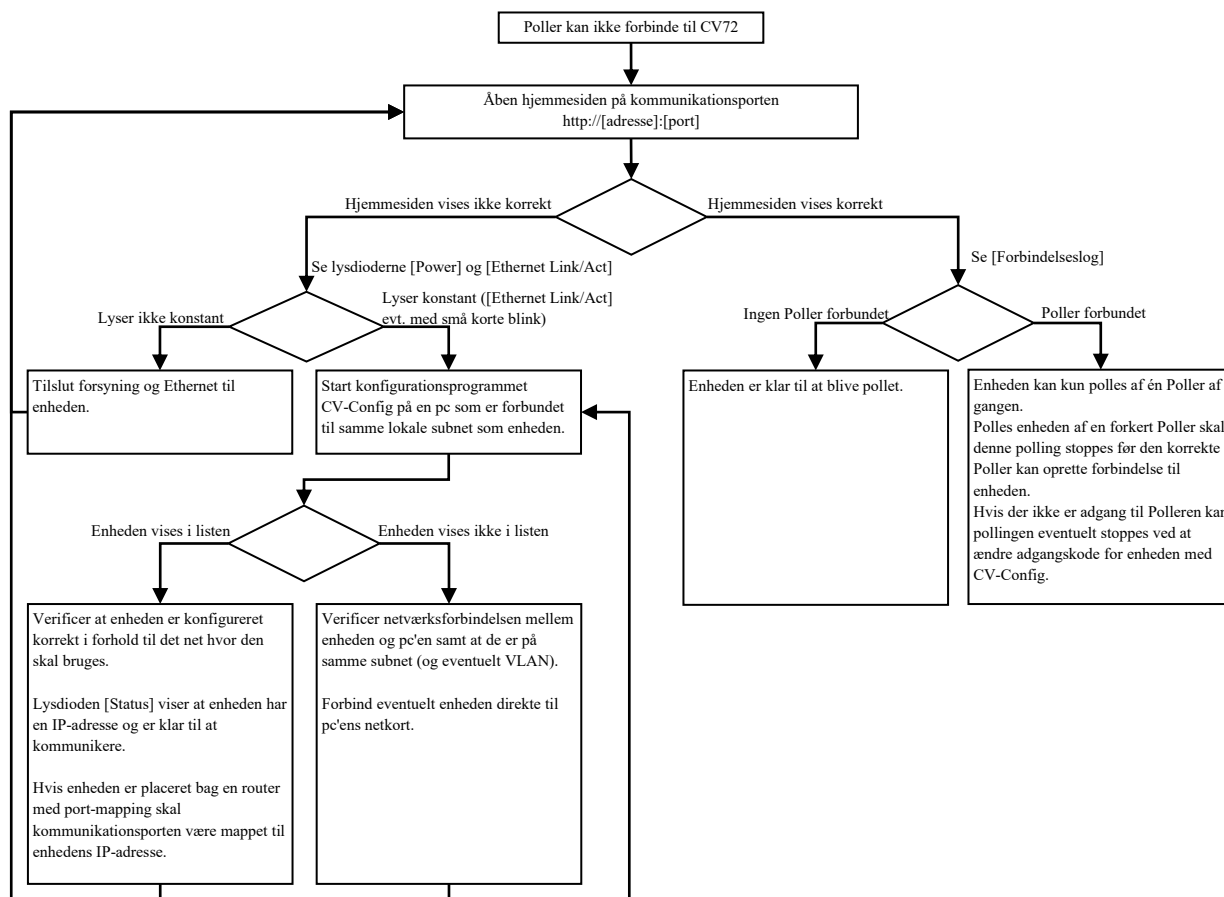 Poller kan ikke forbinde til CV72
Åben hjemmesiden på kommunikationsporten
http://[adresse]:[port]
Hjemmesiden vises ikke korrekt
Hjemmesiden vises korrekt
Se lysdioderne [Power] og [Ethernet Link/Act]
Se [Forbindelseslog]
Lyser ikke konstant
Lyser konstant ([Ethernet Link/Act]
evt. med små korte blink)
Ingen Poller forbundet
Poller forbundet
Tilslut forsyning og Ethernet til
enheden.
Start konfigurationsprogrammet
CV-Config på en pc som er forbundet
til samme lokale subnet som enheden.
Enheden er klar til at blive pollet.
Enheden kan kun polles af én Poller af
gangen.
Polles enheden af en forkert Poller skal
denne polling stoppes før den korrekte
Poller kan oprette forbindelse til
enheden.
Hvis der ikke er adgang til Polleren kan
pollingen eventuelt stoppes ved at
ændre adgangskode for enheden med
CV-Config.
Enheden vises i listen
Enheden vises ikke i listen
Verificer at enheden er konfigureret
korrekt i forhold til det net hvor den
skal bruges.
Lysdioden [Status] viser at enheden har
en IP-adresse og er klar til at
kommunikere.
Hvis enheden er placeret bag en router
med port-mapping skal
kommunikationsporten være mappet til
enhedens IP-adresse.
Verificer netværksforbindelsen mellem
enheden og pc'en samt at de er på
samme subnet (og eventuelt VLAN).
Forbind eventuelt enheden direkte til
pc'ens netkort.